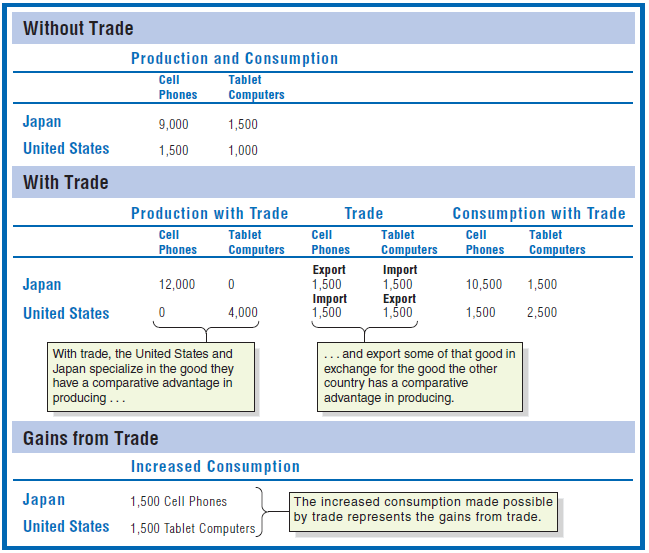 Without Trade
Production and Consumption
Cell Tablet
Phones Computers
Japan 9,000 1,500
United States 1,500 1,000
With Trade
Production with Trade Trade Consumption with Trade
Cell Tablet Cell Tablet Cell Tablet
Phones Computers Phones Computers Phones Computers
Export Import
Japan 12,000 0 1,500 1,500 10,500 1,500
Import Export
United States 0 4,000 1,500 1,500 1,500 2,500
With trade, the United States and
Japan specialize in the good they
have a comparative advantage in
producing . . .
. . . and export some of that good in
exchange for the good the other
country has a comparative
advantage in producing.
Gains from Trade
Increased Consumption
Japan 1,500 Cell Phones
United States 1,500 Tablet Computers
The increased consumption made possible
by trade represents the gains from trade.